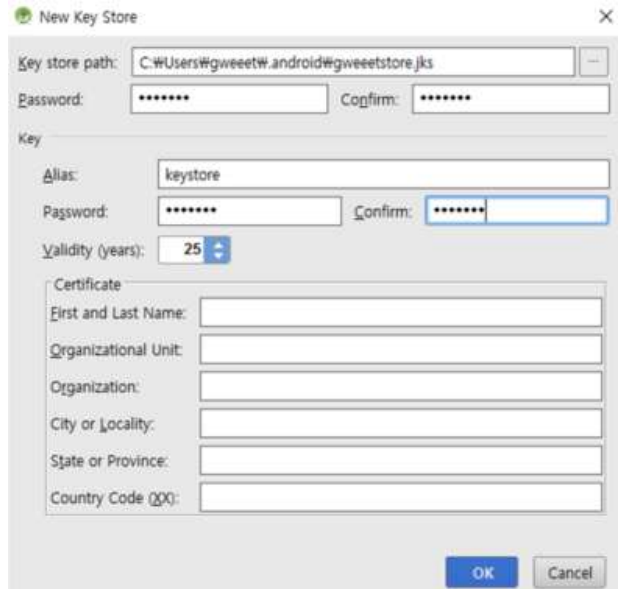 New Key Store
Key store path: C:₩Users₩gweeet₩.android₩gweeetstore.jks ...
Password: ••••••• Confirm: •••••••
Key
Alias: keystore
Password: ••••••• Confirm: •••••••
Validity (years): 25
Certificate
First and Last Name:
Organizational Unit:
Organization:
City or Locality:
State or Province:
Country Code (XX):
OK Cancel